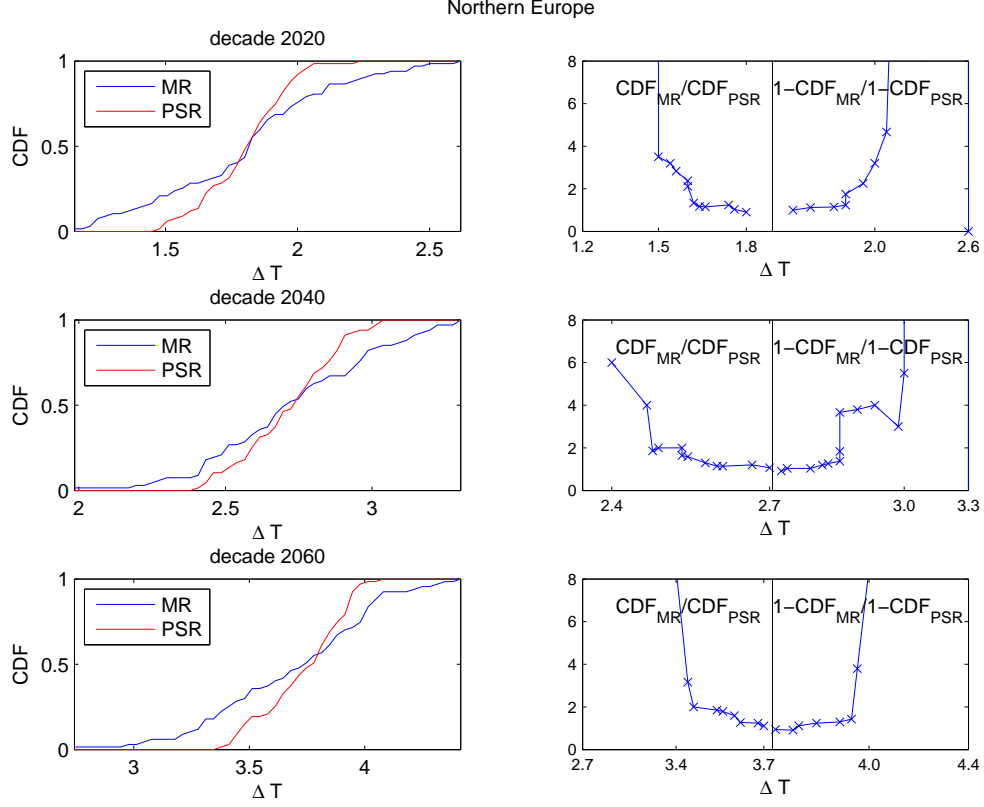 Northern Europe
decade 2020
1
0.5
0
CDF
MR
PSR
1.5
2
2.5
Δ T
8
6
4
2
0
CDF_MR/CDF_PSR
1−CDF_MR/1−CDF_PSR
1.2
1.5
1.8
2.0
2.6
Δ T
decade 2040
1
0.5
0
CDF
MR
PSR
2
2.5
3
Δ T
8
6
4
2
0
CDF_MR/CDF_PSR
1−CDF_MR/1−CDF_PSR
2.4
2.7
3.0
3.3
Δ T
decade 2060
1
0.5
0
CDF
MR
PSR
3
3.5
4
Δ T
8
6
4
2
0
CDF_MR/CDF_PSR
1−CDF_MR/1−CDF_PSR
2.7
3.4
3.7
4.0
4.4
Δ T